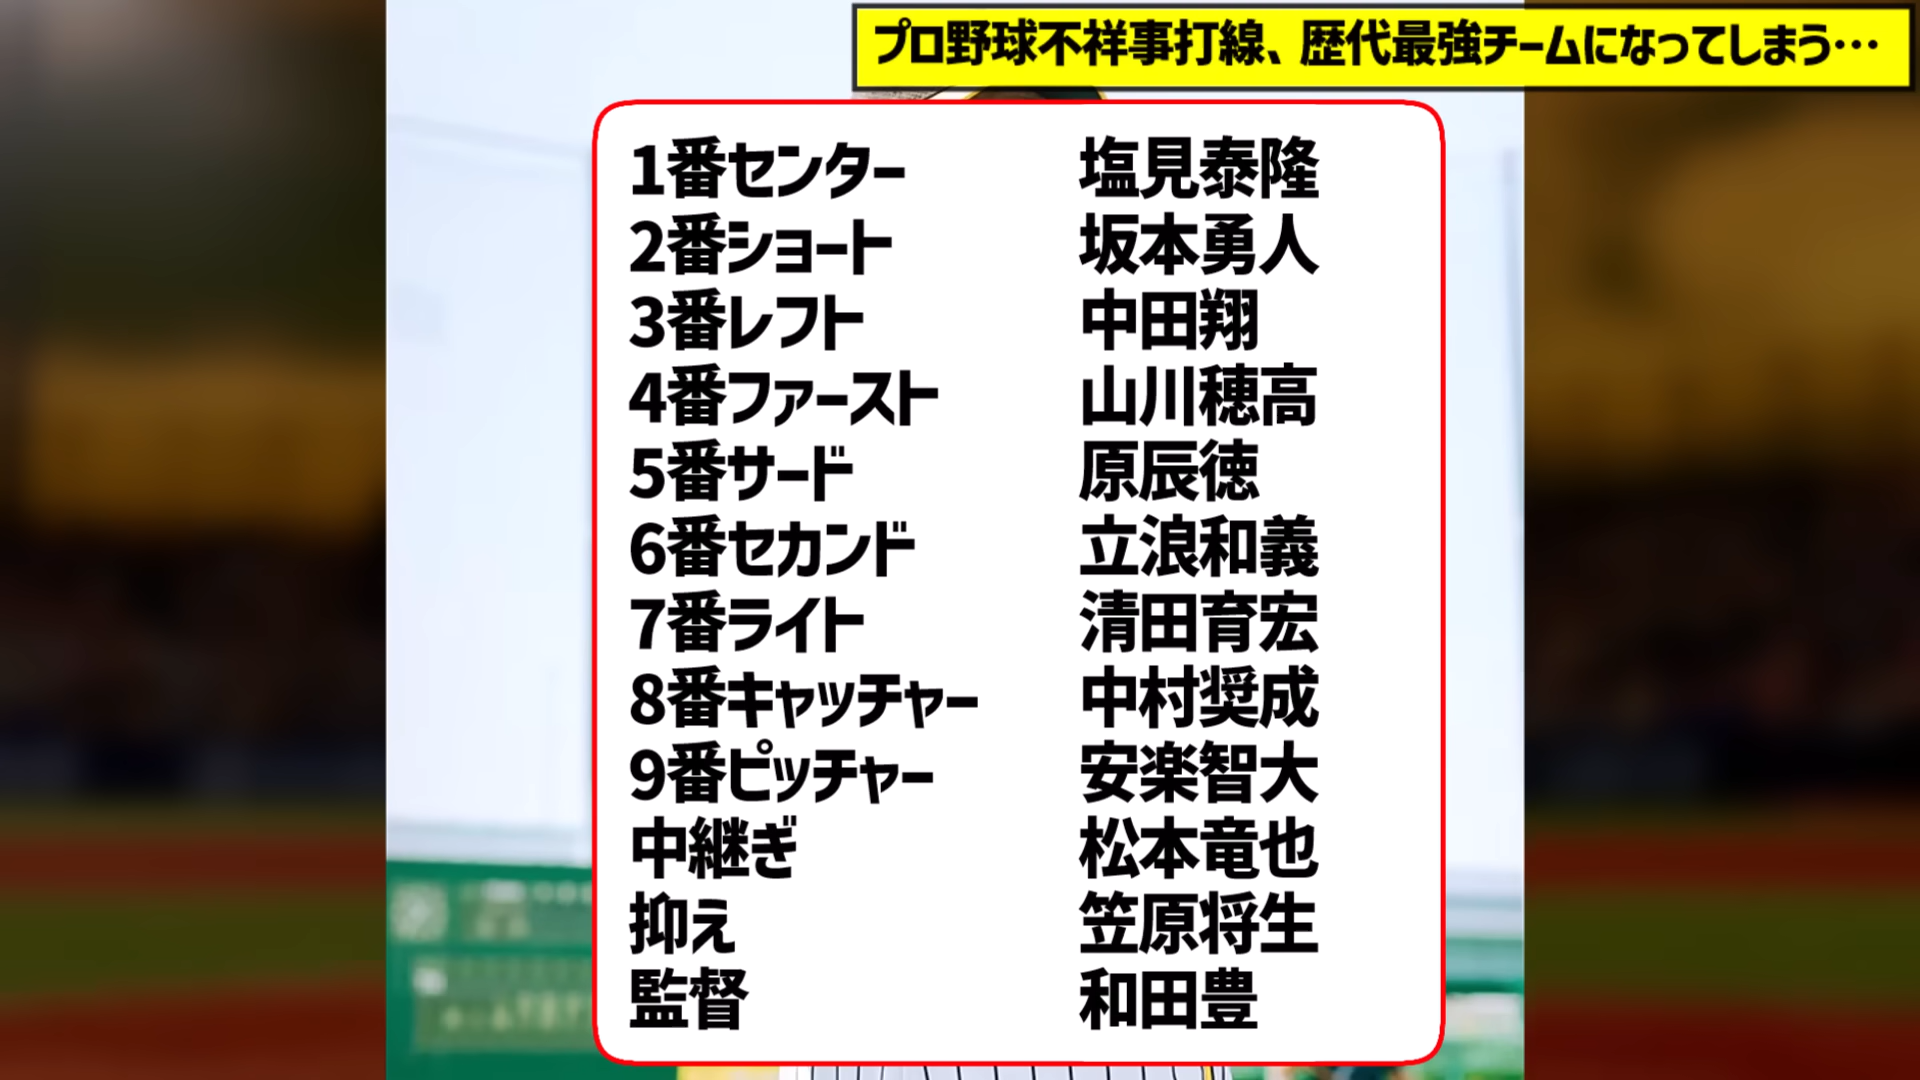 プロ野球不祥事打線、歴代最強チームになってしまう…
1番センター 塩見泰隆
2番ショート 坂本勇人
3番レフト 中田翔
4番ファースト 山川穂高
5番サード 原辰徳
6番セカンド 立浪和義
7番ライト 清田育宏
8番キャッチャー 中村奨成
9番ピッチャー 安楽智大
中継ぎ 松本竜也
抑え 笠原将生
監督 和田豊